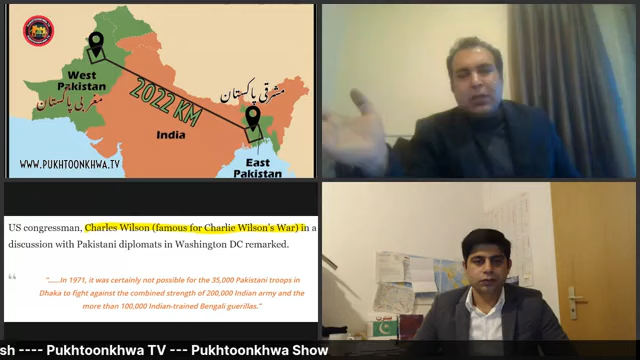 West
Pakistan
مغربی پاکستان
2022 KM
مشرقی پاکستان
India
East
Pakistan
WWW.PUKHTOONKHWA.TV
US congressman, Charles Wilson (famous for Charlie Wilson's War) in a
discussion with Pakistani diplomats in Washington DC remarked.
“
"......In 1971, it was certainly not possible for the 35,000 Pakistani troops in
Dhaka to fight against the combined strength of 200,000 Indian army and the
more than 100,000 Indian-trained Bengali guerillas."
sh ---- Pukhtoonkhwa TV --- Pukhtoonkhwa Show